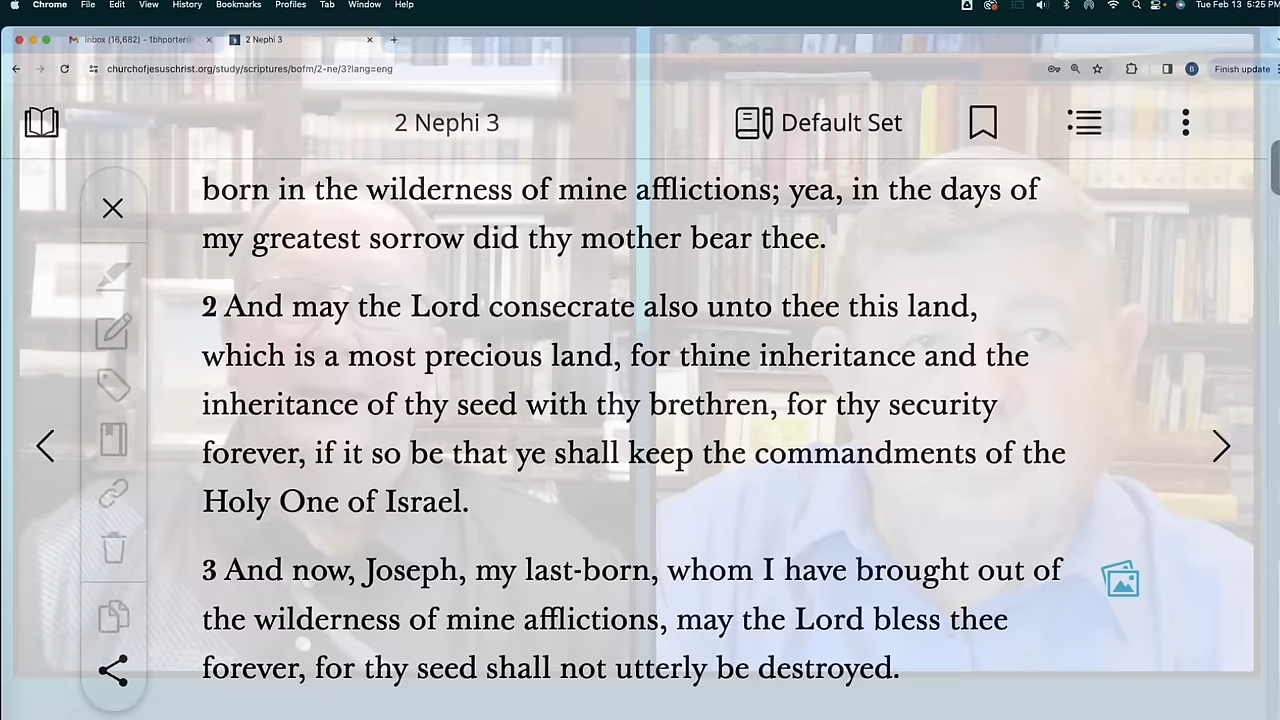 Chrome File Edit View History Bookmarks Profiles Tab Window Help Tue Feb 13 5:25 PM
Inbox (16,682) - 1bhporter@ 2 Nephi 3
churchofjesuschrist.org/study/scriptures/bofm/2-ne/3?lang=eng B Finish update
2 Nephi 3 Default Set
born in the wilderness of mine afflictions; yea, in the days of
my greatest sorrow did thy mother bear thee.
2 And may the Lord consecrate also unto thee this land,
which is a most precious land, for thine inheritance and the
inheritance of thy seed with thy brethren, for thy security
forever, if it so be that ye shall keep the commandments of the
Holy One of Israel.
3 And now, Joseph, my last-born, whom I have brought out of
the wilderness of mine afflictions, may the Lord bless thee
forever, for thy seed shall not utterly be destroyed.